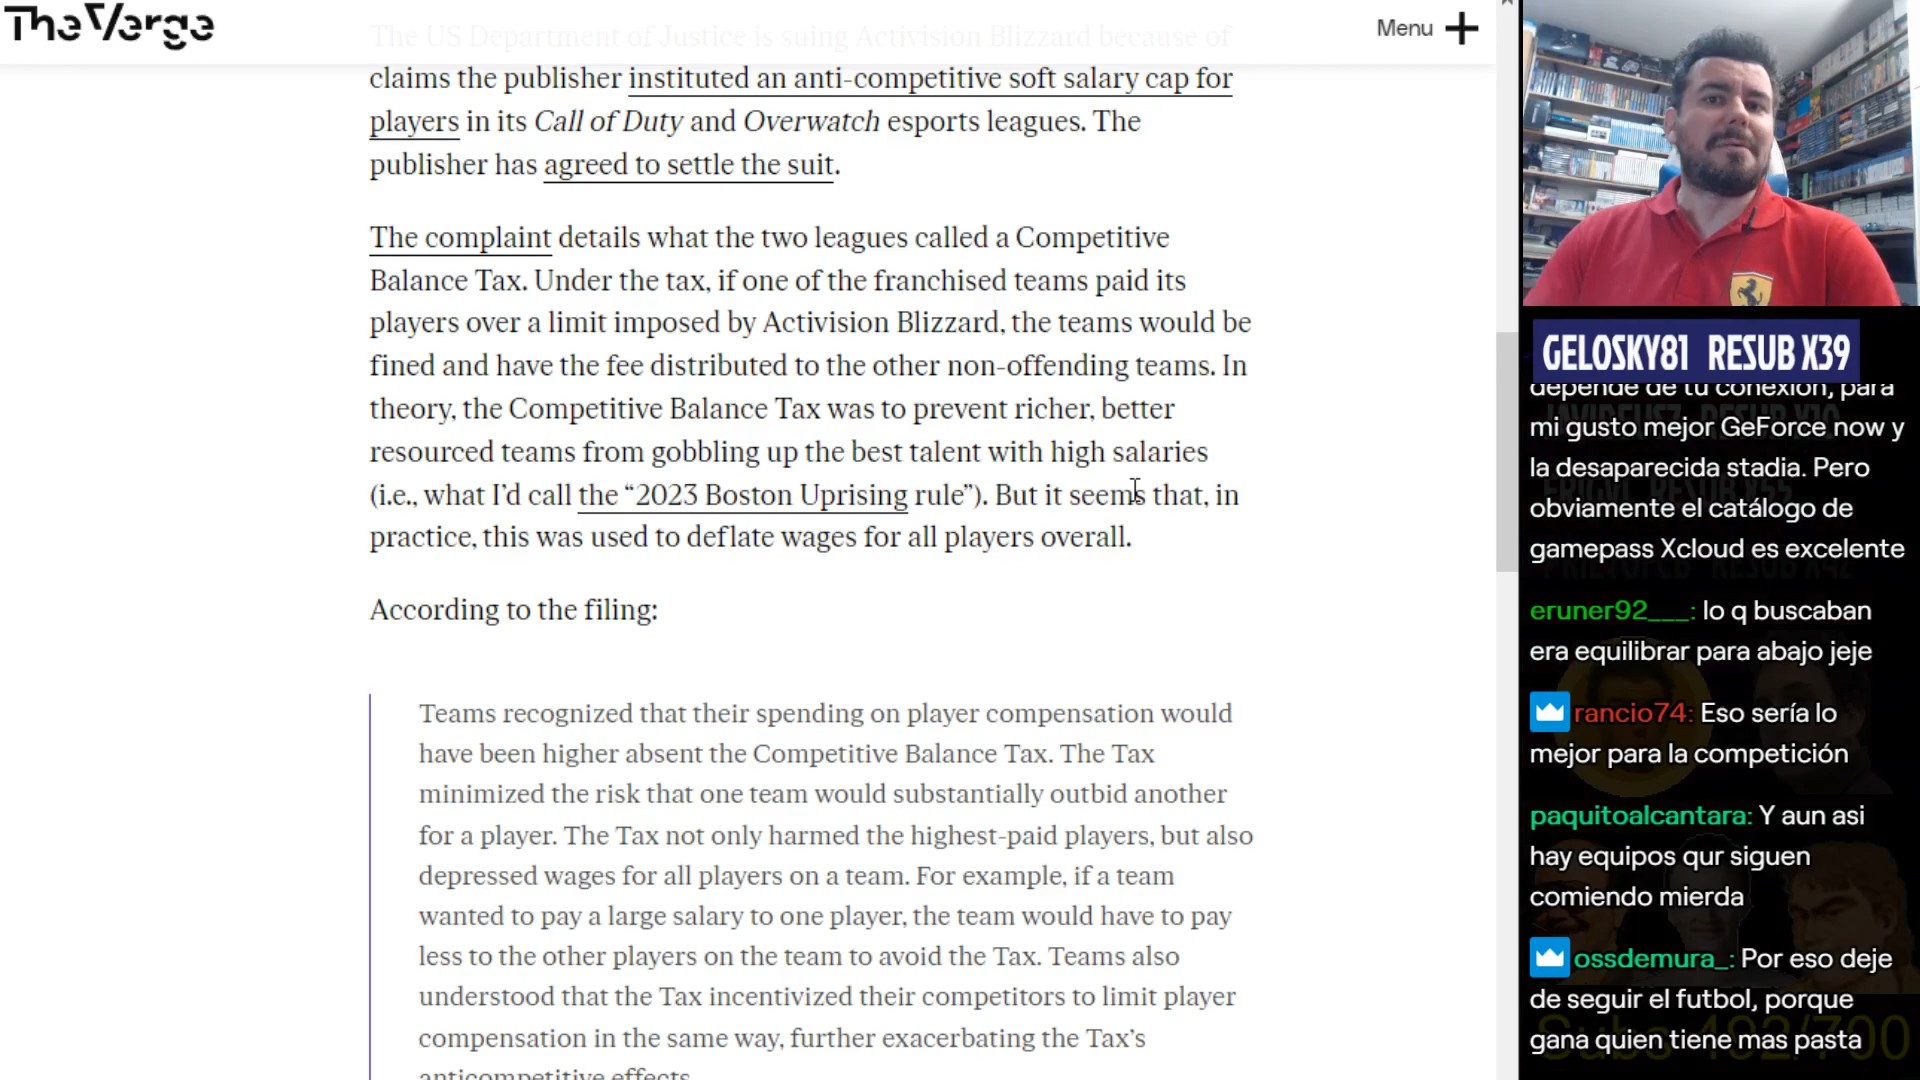 The Verge
Menu
The US Department of Justice is suing Activision Blizzard because of
claims the publisher instituted an anti-competitive soft salary cap for
players in its Call of Duty and Overwatch esports leagues. The
publisher has agreed to settle the suit.
The complaint details what the two leagues called a Competitive
Balance Tax. Under the tax, if one of the franchised teams paid its
players over a limit imposed by Activision Blizzard, the teams would be
fined and have the fee distributed to the other non-offending teams. In
theory, the Competitive Balance Tax was to prevent richer, better
resourced teams from gobbling up the best talent with high salaries
(i.e., what I’d call the “2023 Boston Uprising rule”). But it seems that, in
practice, this was used to deflate wages for all players overall.
According to the filing:
Teams recognized that their spending on player compensation would
have been higher absent the Competitive Balance Tax. The Tax
minimized the risk that one team would substantially outbid another
for a player. The Tax not only harmed the highest-paid players, but also
depressed wages for all players on a team. For example, if a team
wanted to pay a large salary to one player, the team would have to pay
less to the other players on the team to avoid the Tax. Teams also
understood that the Tax incentivized their competitors to limit player
compensation in the same way, further exacerbating the Tax’s
anticompetitive effects.
GELOSKY81 RESUB X39
depende de tu conexión, para
mi gusto mejor GeForce now y
la desaparecida stadia. Pero
obviamente el catálogo de
gamepass Xcloud es excelente
eruner92___: lo q buscaban
era equilibrar para abajo jeje
rancio74: Eso sería lo
mejor para la competición
paquitoalcantara: Y aun asi
hay equipos qur siguen
comiendo mierda
ossdemura_: Por eso deje
de seguir el futbol, porque
gana quien tiene mas pasta
Subs 492/700